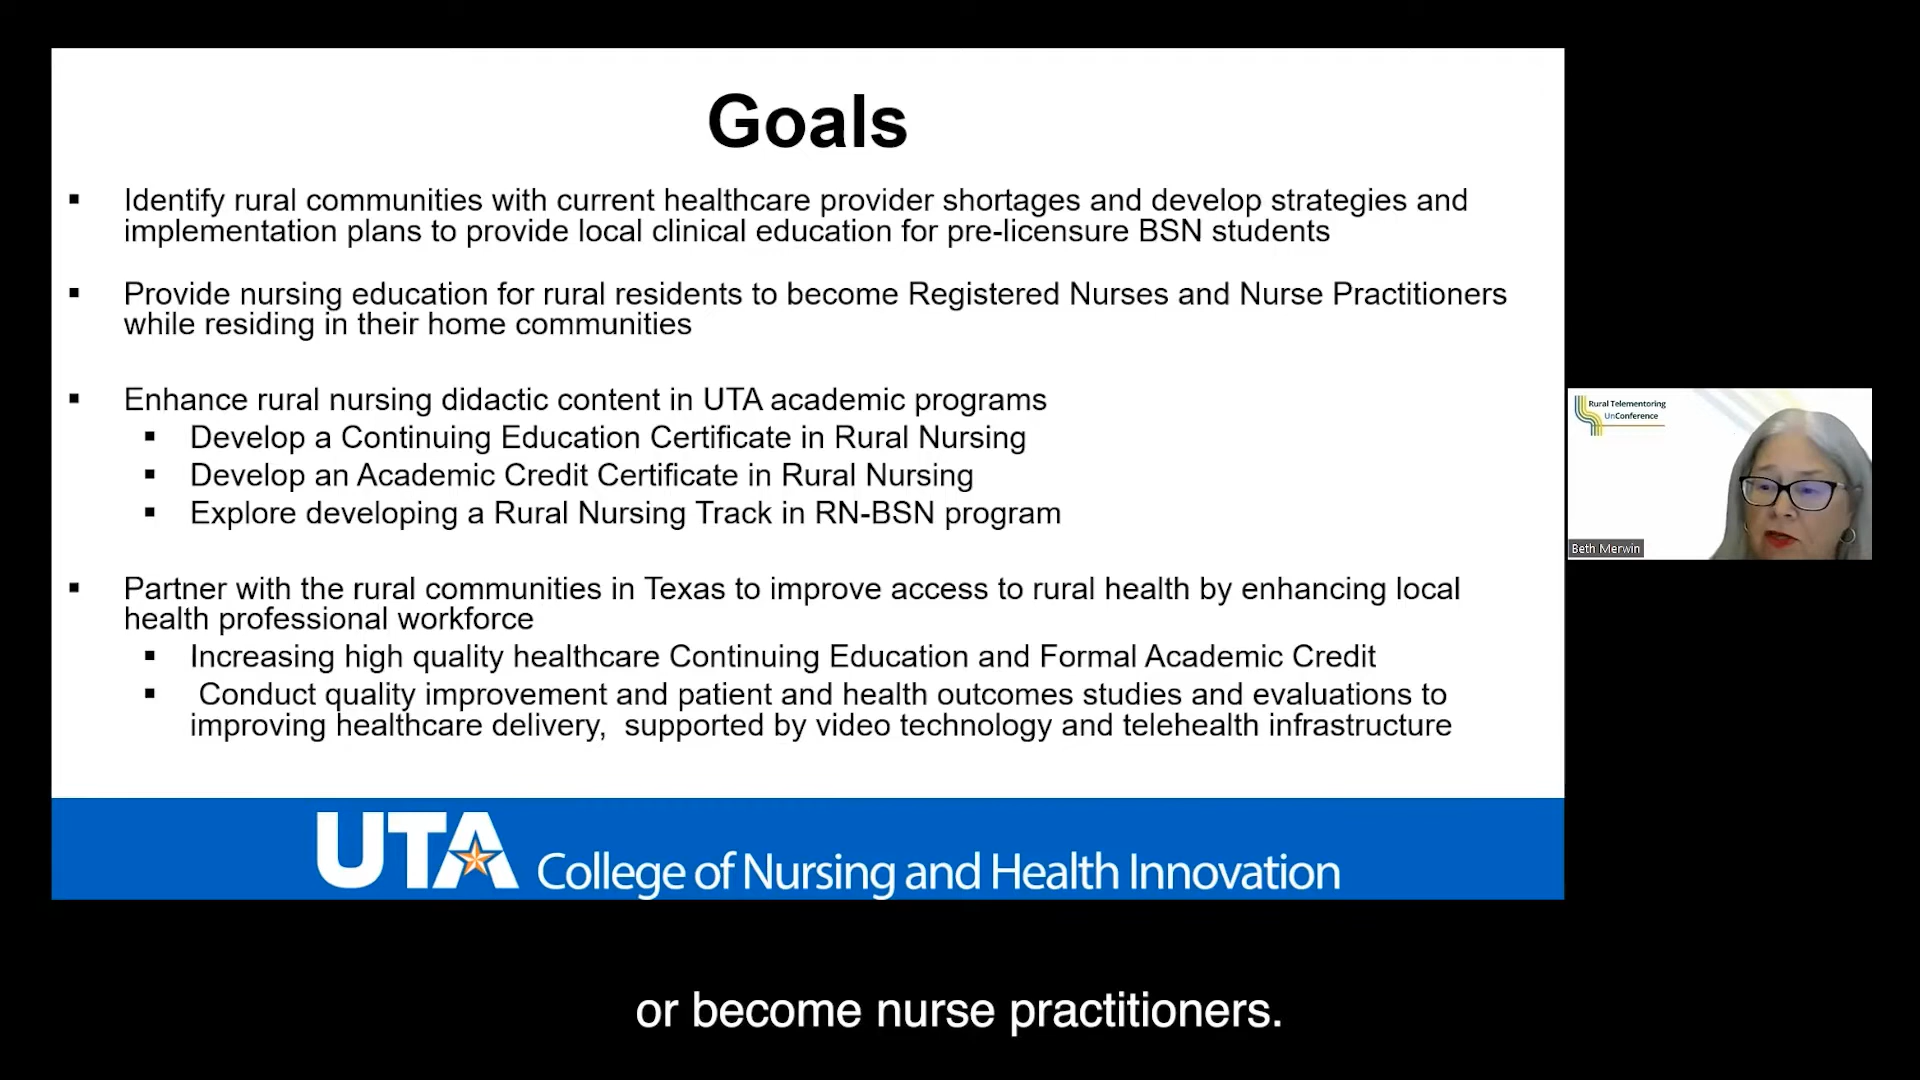 Goals
▪ Identify rural communities with current healthcare provider shortages and develop strategies and
implementation plans to provide local clinical education for pre-licensure BSN students
▪ Provide nursing education for rural residents to become Registered Nurses and Nurse Practitioners
while residing in their home communities
▪ Enhance rural nursing didactic content in UTA academic programs
▪ Develop a Continuing Education Certificate in Rural Nursing
▪ Develop an Academic Credit Certificate in Rural Nursing
▪ Explore developing a Rural Nursing Track in RN-BSN program
▪ Partner with the rural communities in Texas to improve access to rural health by enhancing local
health professional workforce
▪ Increasing high quality healthcare Continuing Education and Formal Academic Credit
▪ Conduct quality improvement and patient and health outcomes studies and evaluations to
improving healthcare delivery, supported by video technology and telehealth infrastructure
UTA College of Nursing and Health Innovation
Rural Telementoring
UnConference
Beth Merwin
or become nurse practitioners.